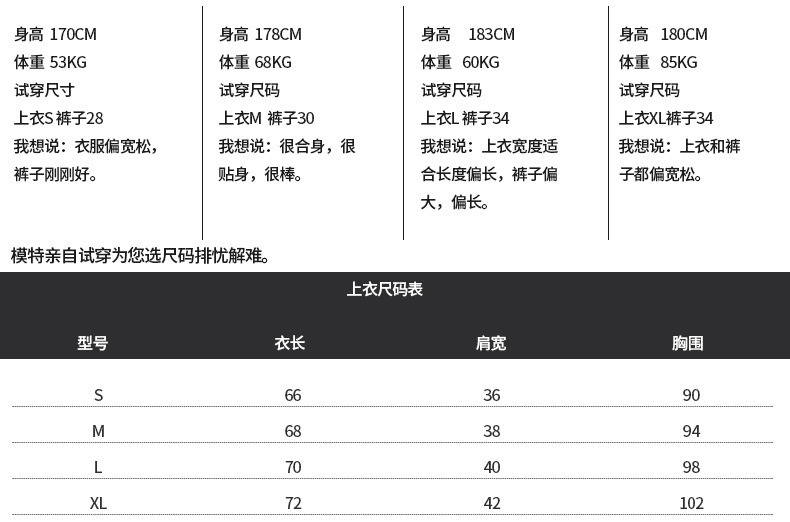 身高 170CM
体重 53KG
试穿尺寸
上衣S 裤子28
我想说：衣服偏宽松，
裤子刚刚好。
身高 178CM
体重 68KG
试穿尺码
上衣M 裤子30
我想说：很合身，很
贴身，很棒。
身高 183CM
体重 60KG
试穿尺码
上衣L 裤子34
我想说：上衣宽度适
合长度偏长，裤子偏
大，偏长。
身高 180CM
体重 85KG
试穿尺码
上衣XL裤子34
我想说：上衣和裤
子都偏宽松。
模特亲自试穿为您选尺码排忧解难。
上衣尺码表
型号 衣长 肩宽 胸围
S 66 36 90
M 68 38 94
L 70 40 98
XL 72 42 102